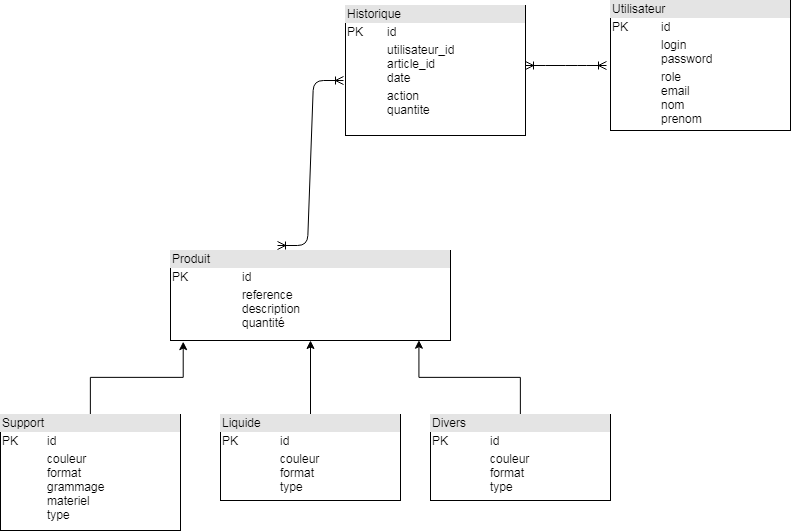 Historique
PK id
utilisateur_id
article_id
date
action
quantite
Utilisateur
PK id
login
password
role
email
nom
prenom
Produit
PK id
reference
description
quantité
Support
PK id
couleur
format
grammage
materiel
type
Liquide
PK id
couleur
format
type
Divers
PK id
couleur
format
type